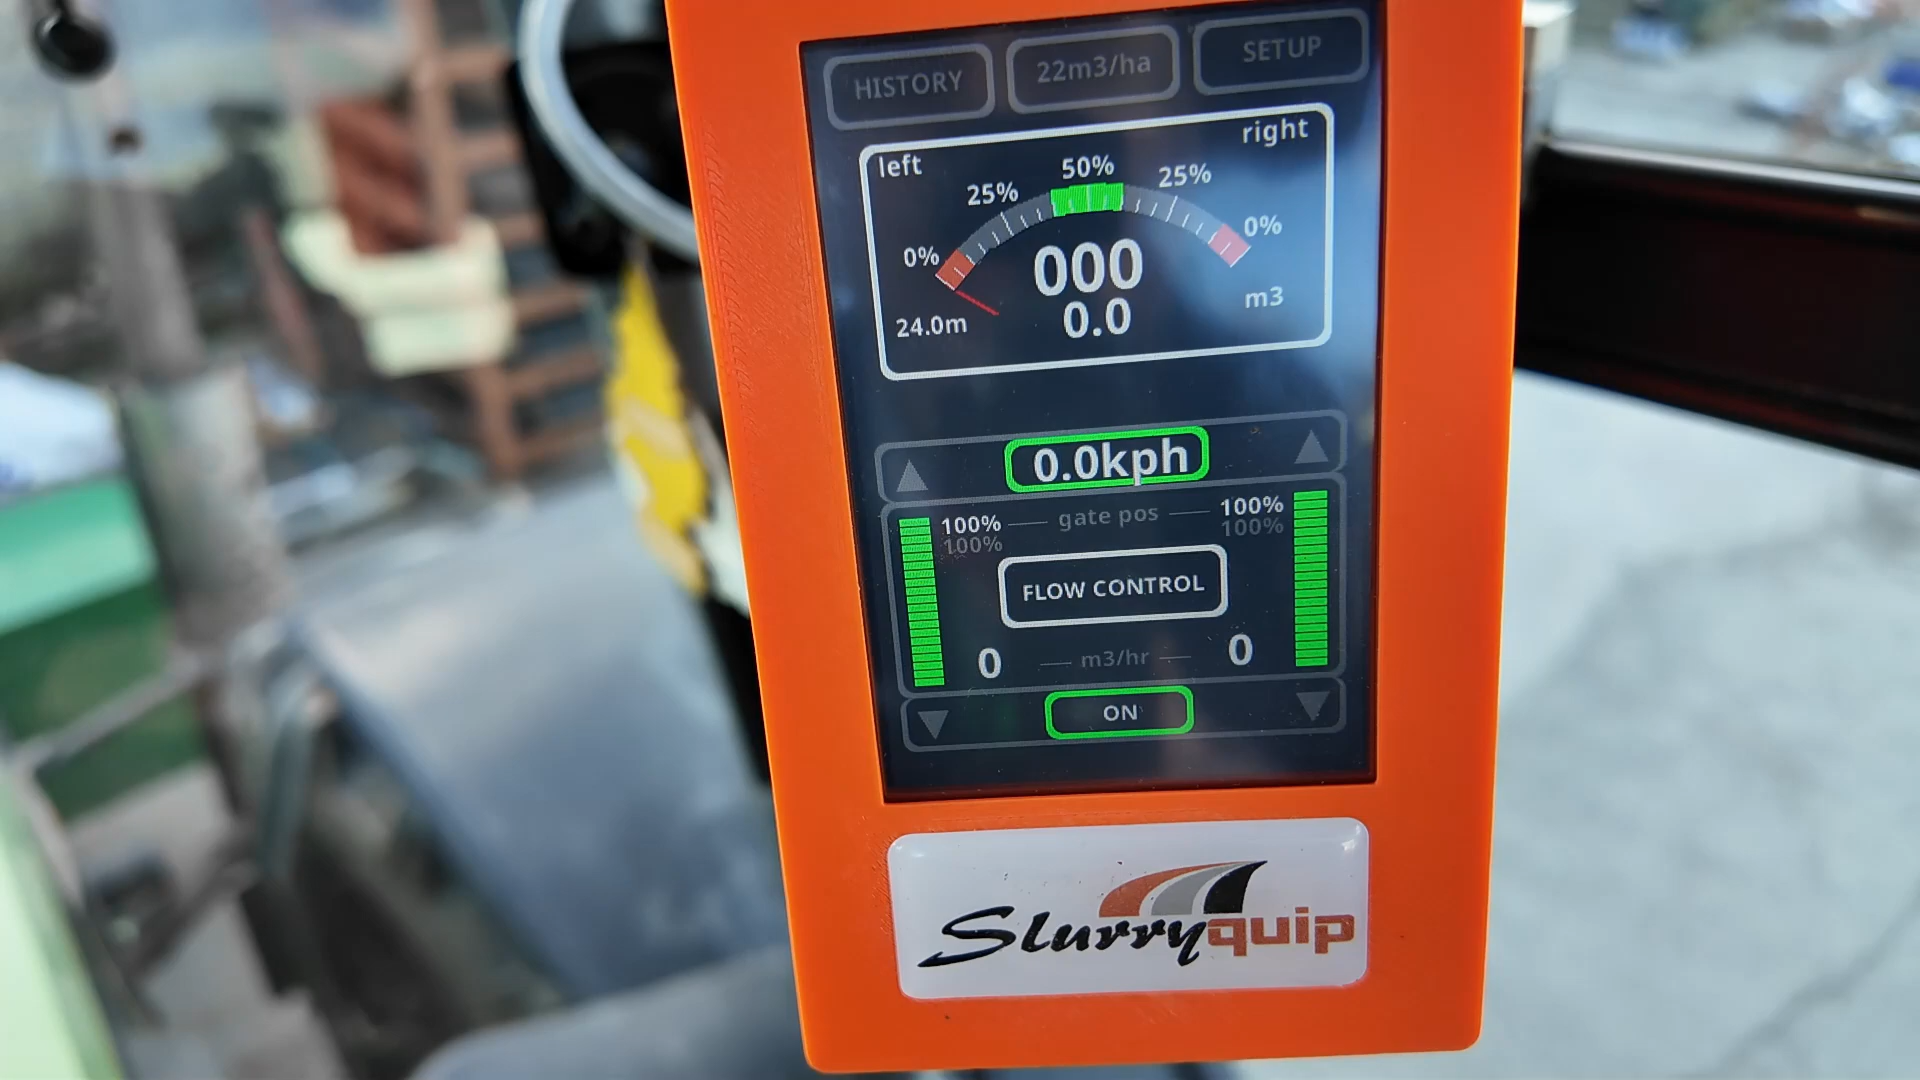 HISTORY 22m3/ha SETUP
left right
25% 50% 25%
0% 0%
000
24.0m 0.0 m3
0.0kph
100% gate pos 100%
100% 100%
FLOW CONTROL
0 m3/hr 0
ON
Slurryquip